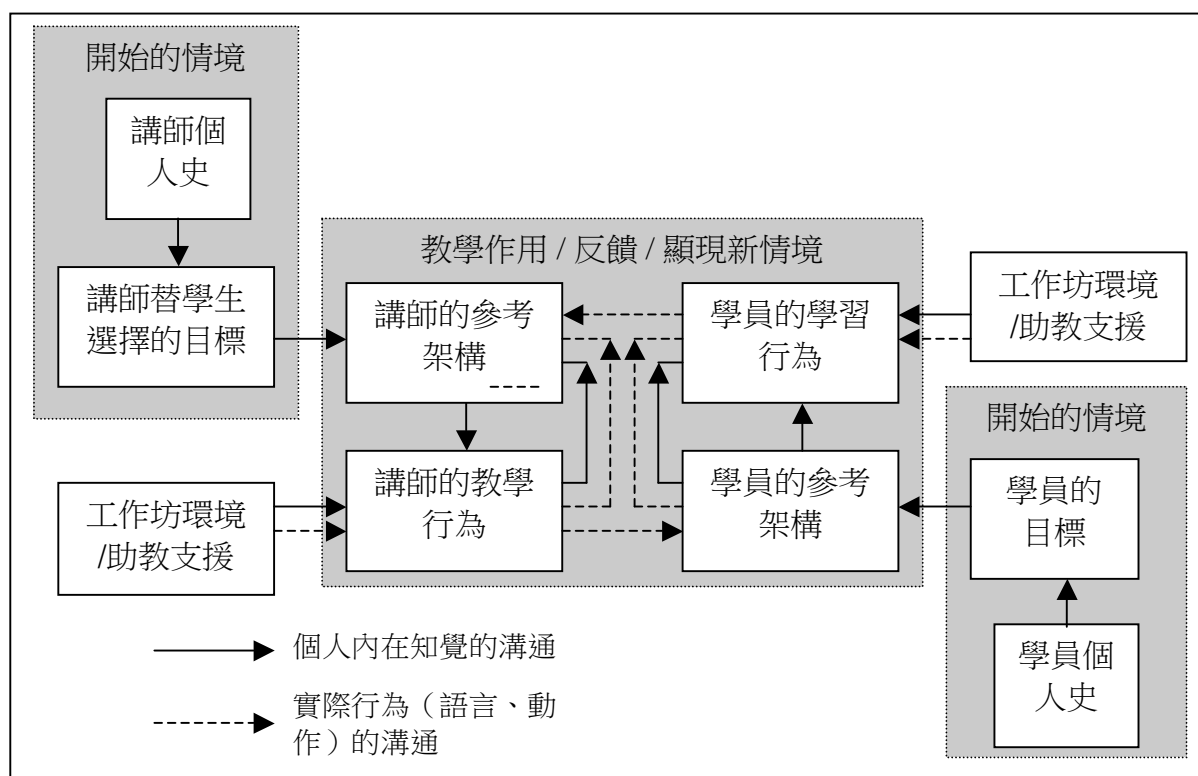 開始的情境
講師個
人史
講師替學生
選擇的目標
教學作用 / 反饋 / 顯現新情境
講師的參考
架構
學員的學習
行為
工作坊環境
/助教支援
講師的教學
行為
學員的參考
架構
工作坊環境
/助教支援
開始的情境
學員的
目標
學員個
人史
個人內在知覺的溝通
實際行為（語言、動
作）的溝通